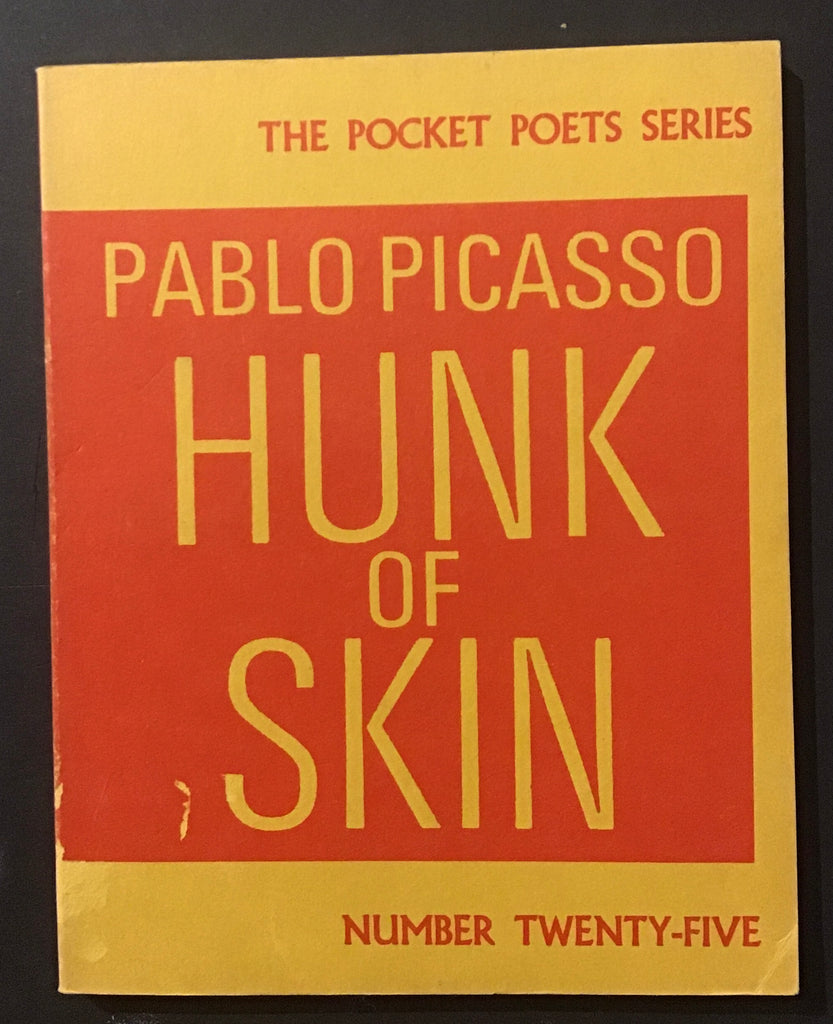 THE POCKET POETS SERIES
PABLO PICASSO
HUNK
OF
SKIN
NUMBER TWENTY-FIVE